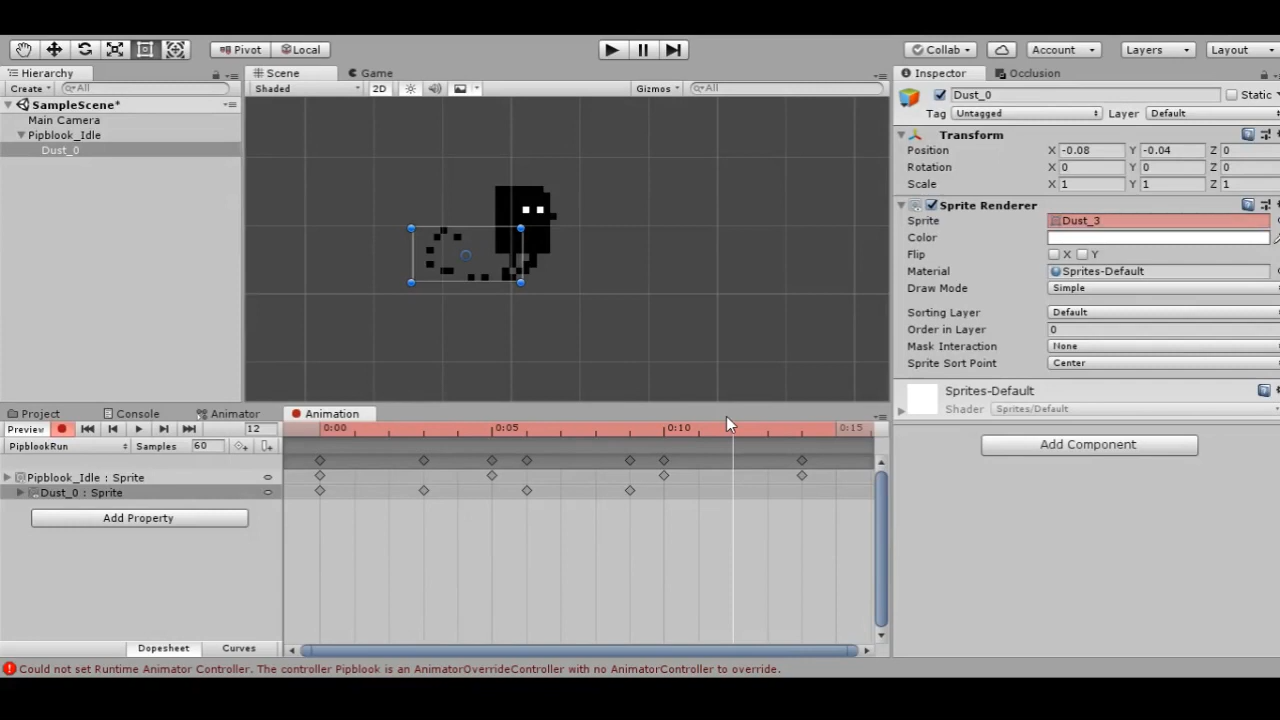 Pivot Local Collab Account Layers Layout
Hierarchy Scene Game Inspector Occlusion
Create All Shaded 2D Gizmos All Dust_0 Static
SampleScene*
Tag Untagged Layer Default
Main Camera
Pipblook_Idle Transform
Dust_0 Position X -0.08 Y -0.04 Z 0
Rotation X 0 Y 0 Z 0
Scale X 1 Y 1 Z 1
Sprite Renderer
Sprite Dust_3
Color
Flip X Y
Material Sprites-Default
Draw Mode Simple
Sorting Layer Default
Order in Layer 0
Mask Interaction None
Sprite Sort Point Center
Sprites-Default
Shader Sprites/Default
Add Component
Project Console Animator Animation
Preview 12 0:00 0:05 0:10 0:15
PipblookRun Samples 60
Pipblook_Idle : Sprite
Dust_0 : Sprite
Add Property
Dopesheet Curves
Could not set Runtime Animator Controller. The controller Pipblook is an AnimatorOverrideController with no AnimatorController to override.